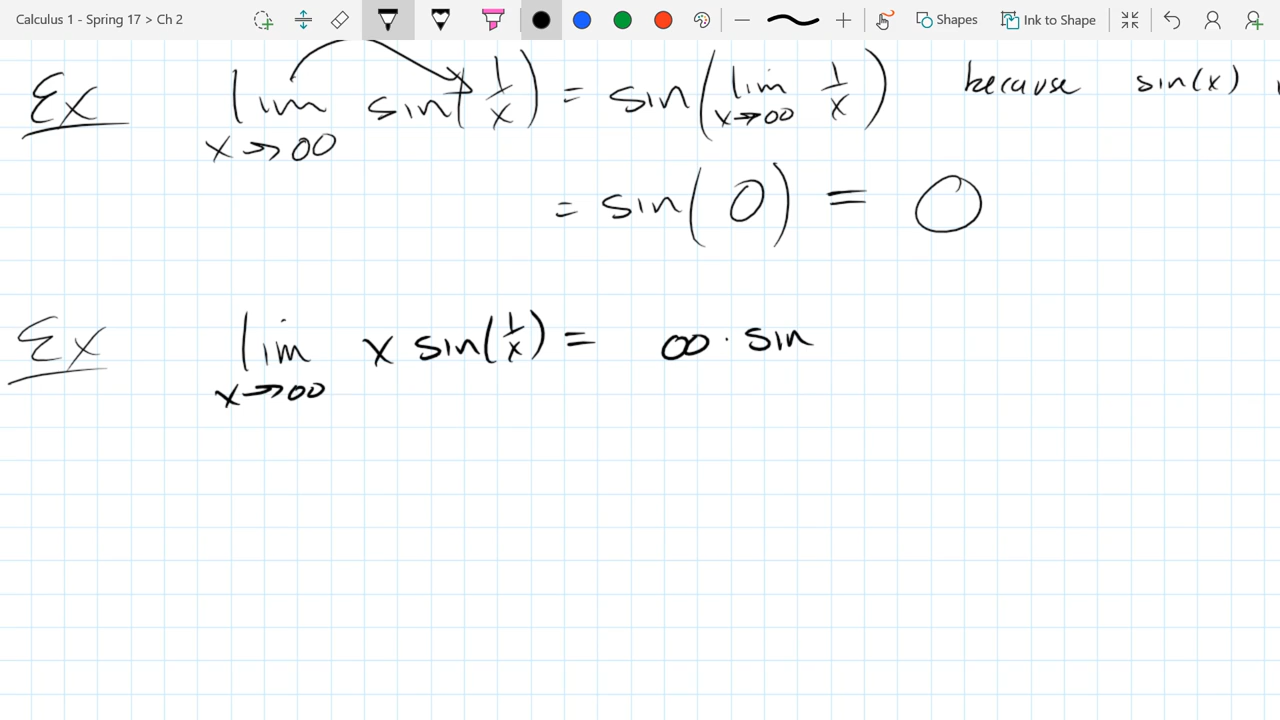 Calculus 1 - Spring 17 > Ch 2
Shapes
Ink to Shape
Ex lim x→∞ sin(1/x) = sin(lim x→∞ 1/x) because sin(x)
= sin(0) = 0
Ex lim x→∞ x sin(1/x) = ∞ · sin